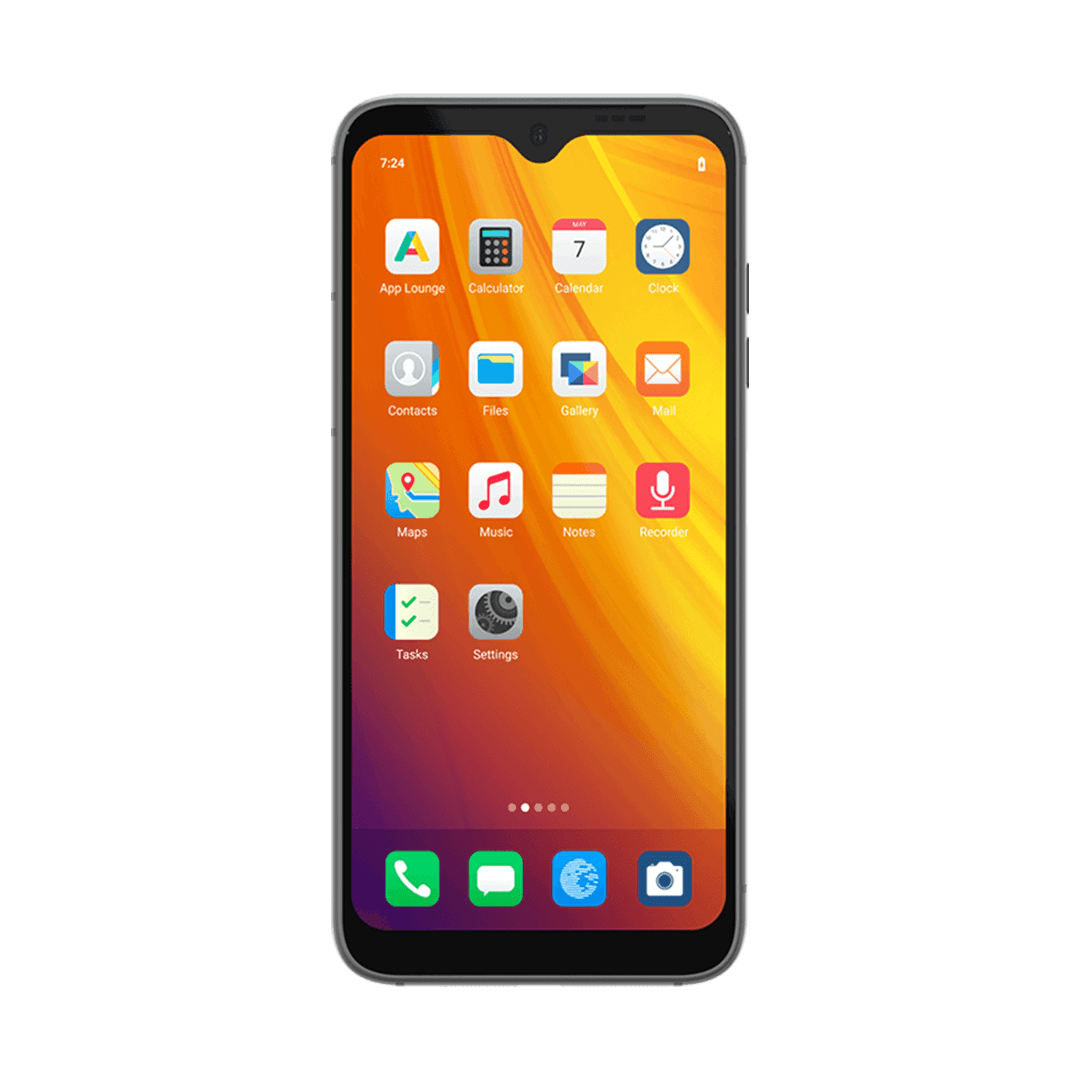 7:24
MAY
7
App Lounge
Calculator
Calendar
Clock
Contacts
Files
Gallery
Mail
Maps
Music
Notes
Recorder
Tasks
Settings